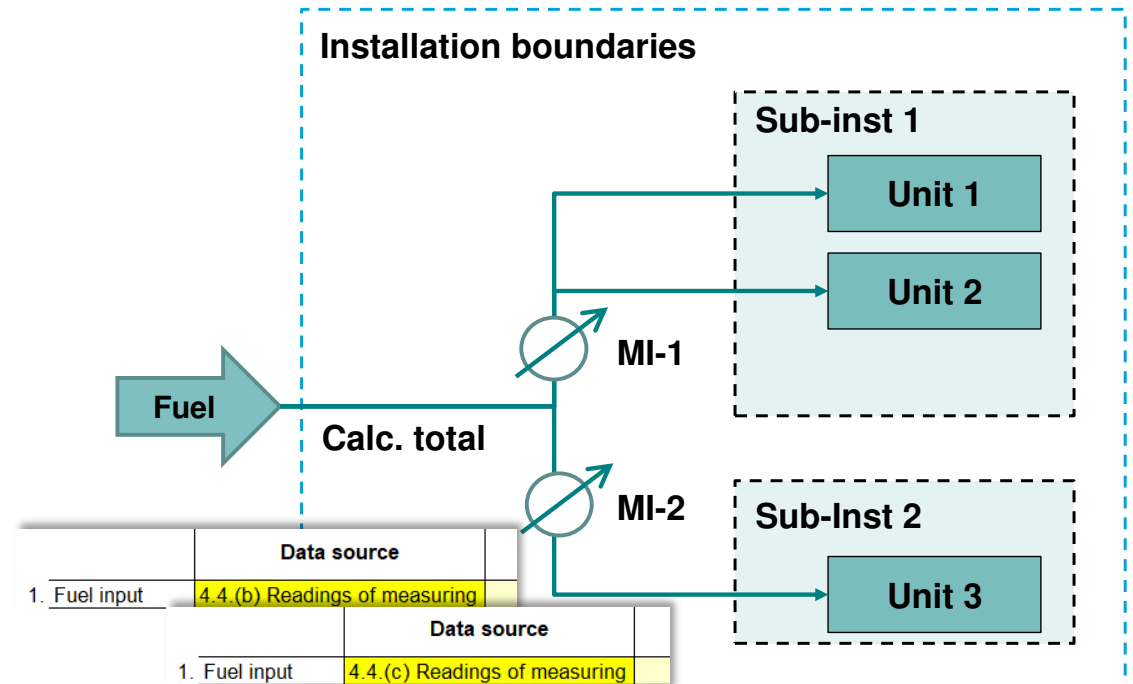 Installation boundaries
Sub-inst 1
Unit 1
Unit 2
MI-1
Fuel
Calc. total
MI-2
Sub-Inst 2
Unit 3
Data source
1. Fuel input 4.4.(b) Readings of measuring
Data source
1. Fuel input 4.4.(c) Readings of measuring